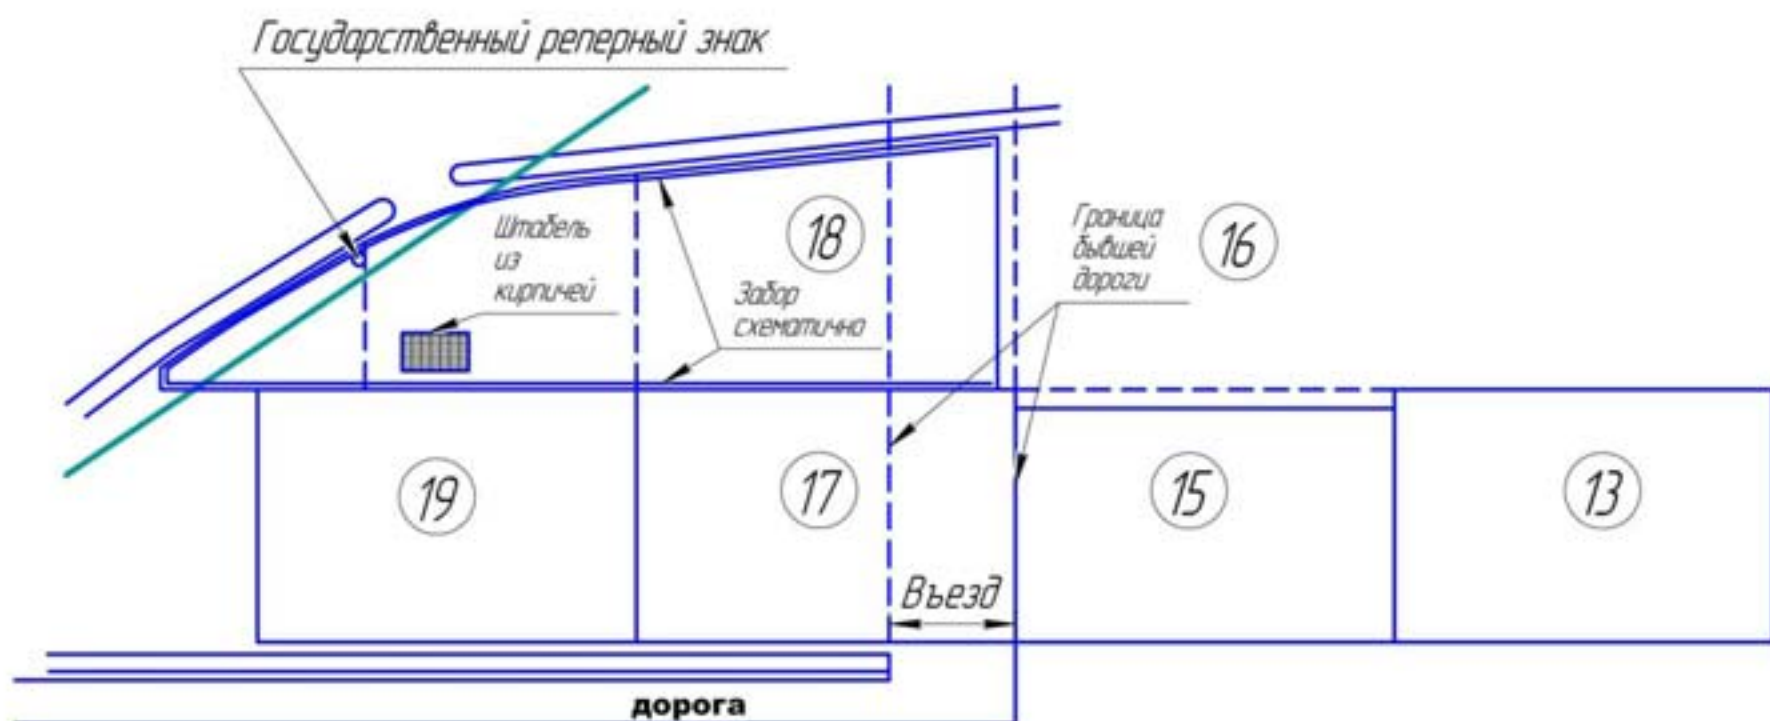 Государственный реперный знак
Штабель
из
кирпичей
18
Забор
схематично
Граница
бывшей
дороги
16
19
17
15
13
Въезд
дорога